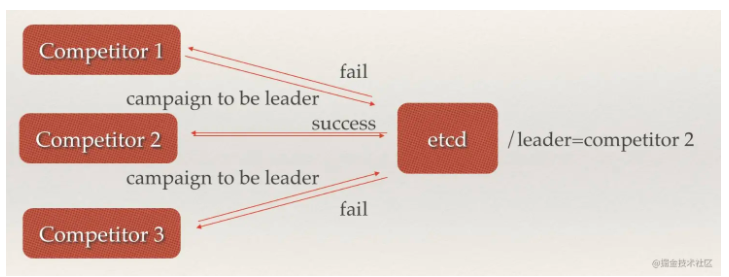 Competitor 1
fail
campaign to be leader
success
Competitor 2
etcd
/leader=competitor 2
campaign to be leader
fail
Competitor 3
@掘金技术社区